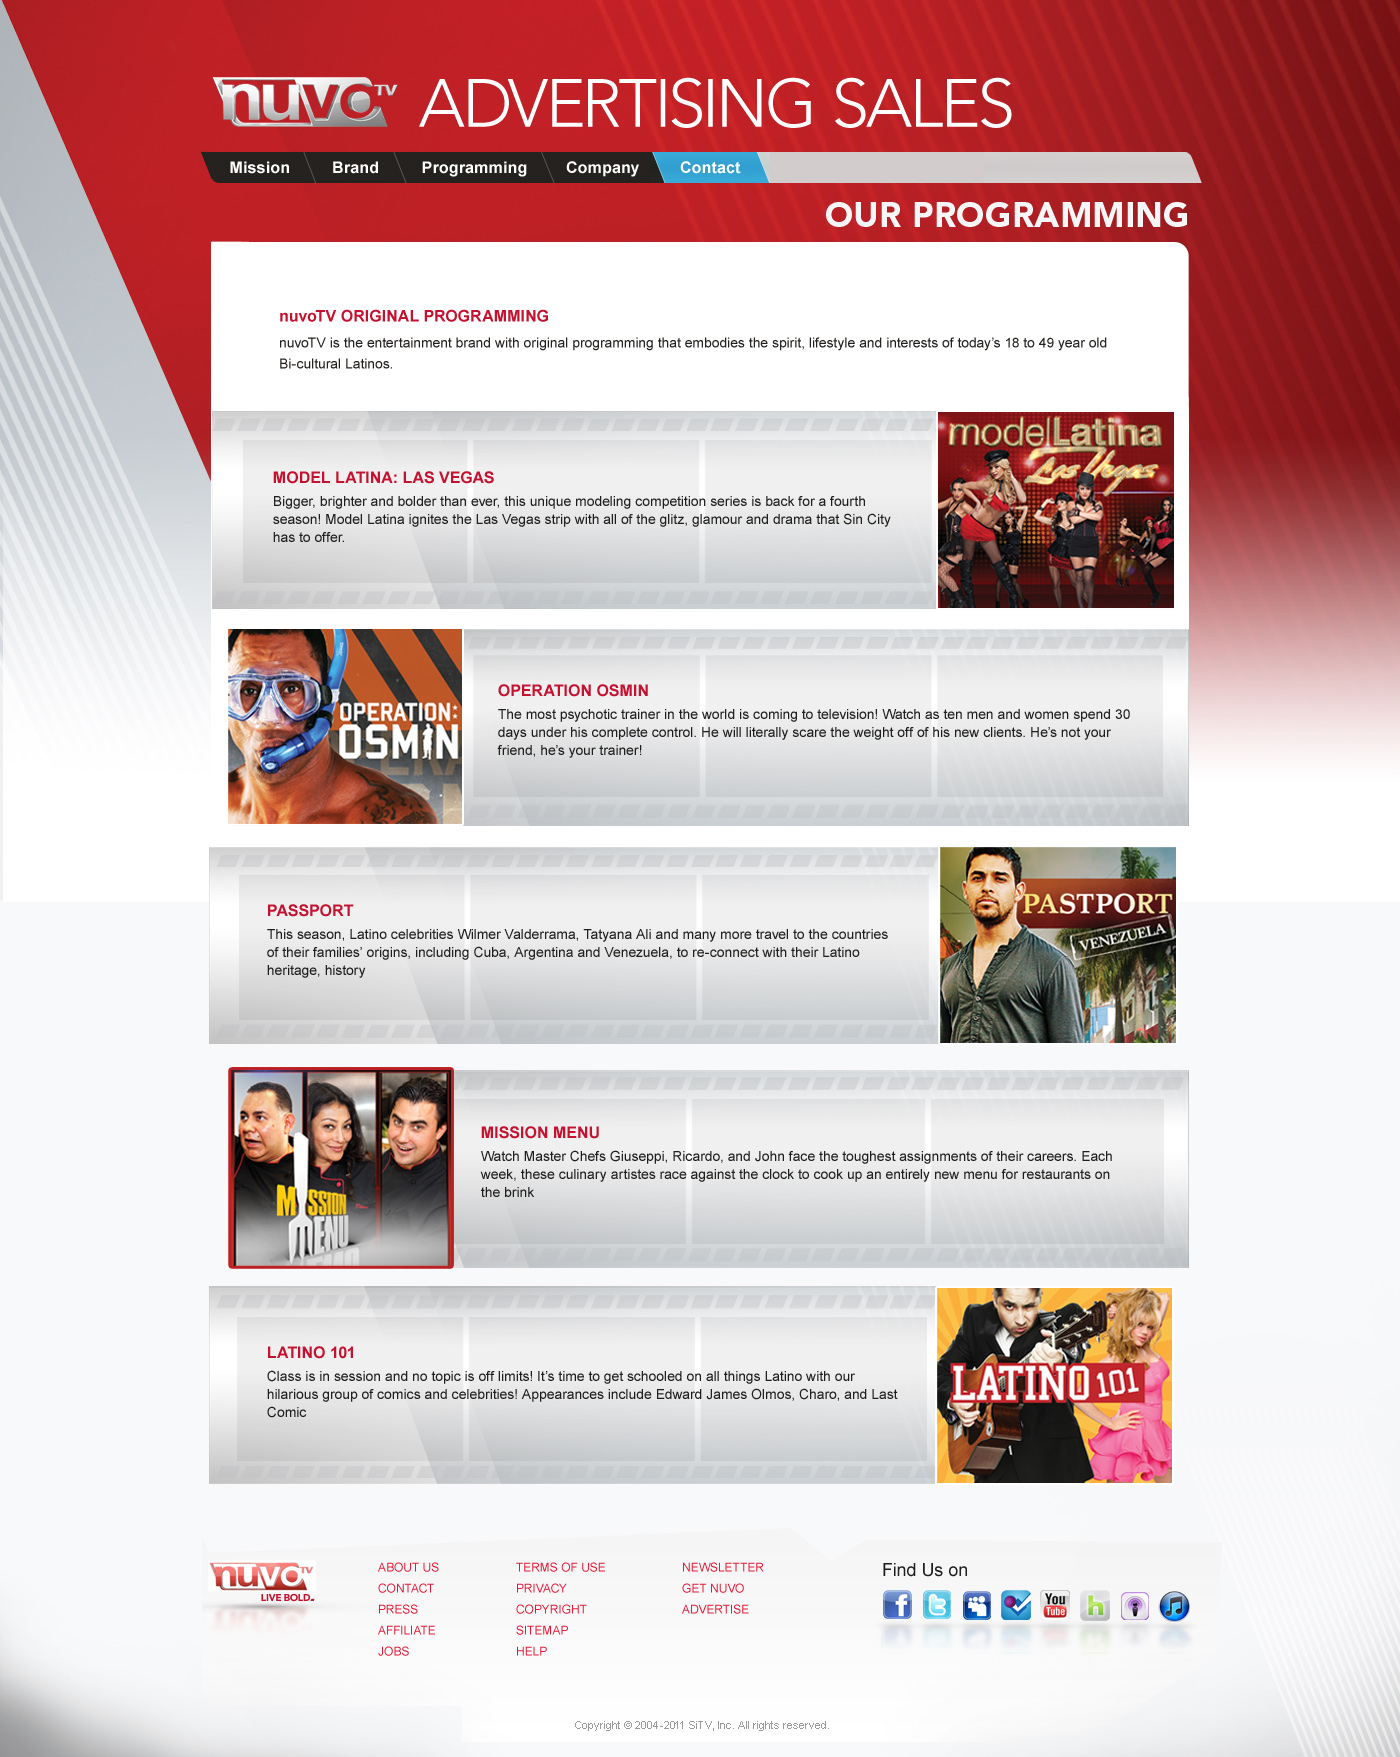 nuvo TV ADVERTISING SALES
Mission Brand Programming Company Contact
OUR PROGRAMMING
nuvoTV ORIGINAL PROGRAMMING
nuvoTV is the entertainment brand with original programming that embodies the spirit, lifestyle and interests of today’s 18 to 49 year old
Bi-cultural Latinos.
MODEL LATINA: LAS VEGAS
Bigger, brighter and bolder than ever, this unique modeling competition series is back for a fourth
season! Model Latina ignites the Las Vegas strip with all of the glitz, glamour and drama that Sin City
has to offer.
modelLatina
Las Vegas
OPERATION:
OSMIN
OPERATION OSMIN
The most psychotic trainer in the world is coming to television! Watch as ten men and women spend 30
days under his complete control. He will literally scare the weight off of his new clients. He’s not your
friend, he’s your trainer!
PASSPORT
This season, Latino celebrities Wilmer Valderrama, Tatyana Ali and many more travel to the countries
of their families’ origins, including Cuba, Argentina and Venezuela, to re-connect with their Latino
heritage, history
PASTPORT
VENEZUELA
MISSION
MENU
MISSION MENU
Watch Master Chefs Giuseppi, Ricardo, and John face the toughest assignments of their careers. Each
week, these culinary artistes race against the clock to cook up an entirely new menu for restaurants on
the brink
LATINO 101
Class is in session and no topic is off limits! It’s time to get schooled on all things Latino with our
hilarious group of comics and celebrities! Appearances include Edward James Olmos, Charo, and Last
Comic
LATINO 101
nuvo TV
LIVE BOLD.
ABOUT US
CONTACT
PRESS
AFFILIATE
JOBS
TERMS OF USE
PRIVACY
COPYRIGHT
SITEMAP
HELP
NEWSLETTER
GET NUVO
ADVERTISE
Find Us on
f t You Tube h
Copyright © 2004-2011 SiTV, Inc. All rights reserved.